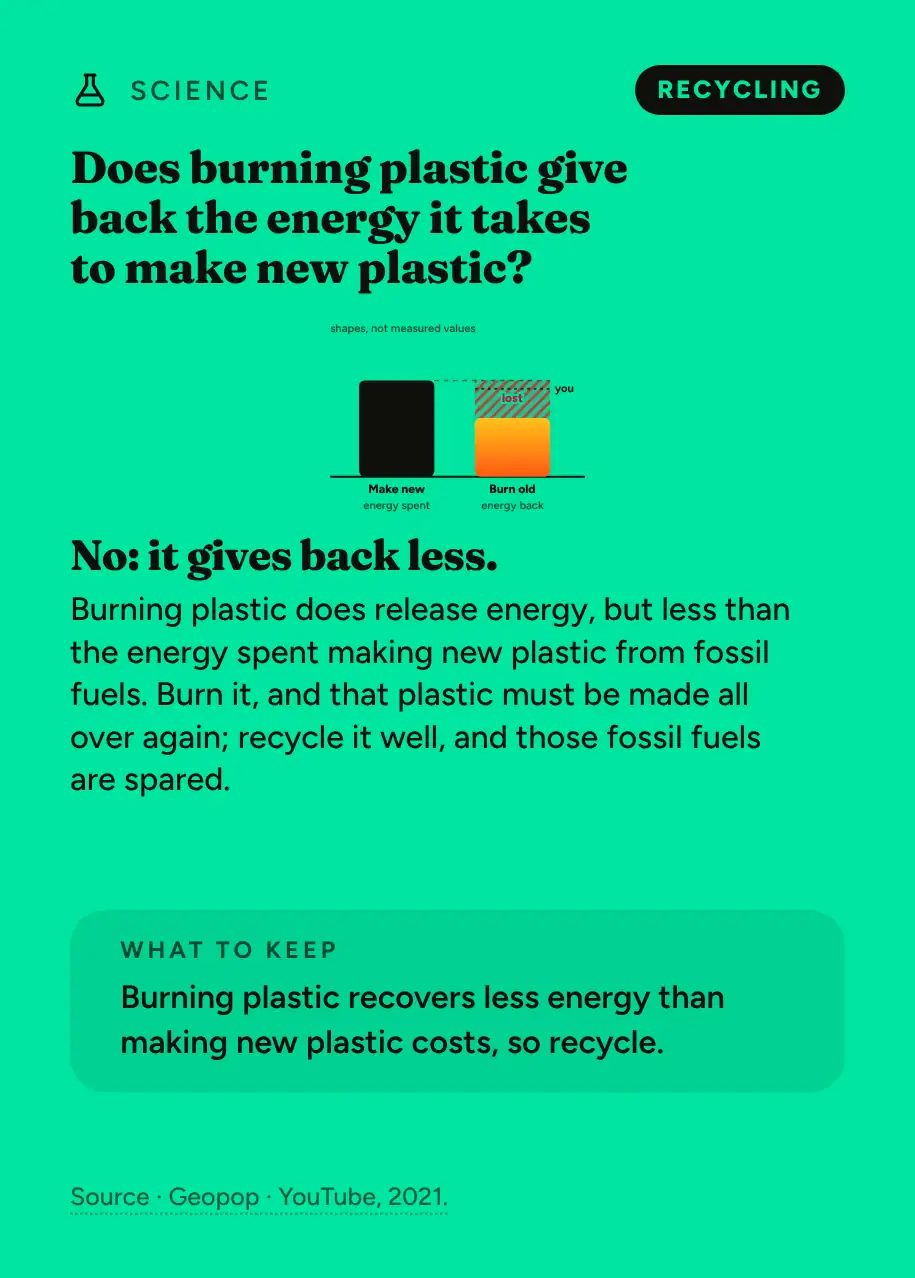 SCIENCE
RECYCLING
Does burning plastic give
back the energy it takes
to make new plastic?
shapes, not measured values
you
lost
Make new
Burn old
energy spent
energy back
No: it gives back less.
Burning plastic does release energy, but less than
the energy spent making new plastic from fossil
fuels. Burn it, and that plastic must be made all
over again; recycle it well, and those fossil fuels
are spared.
WHAT TO KEEP
Burning plastic recovers less energy than
making new plastic costs, so recycle.
Source · Geopop · YouTube, 2021.